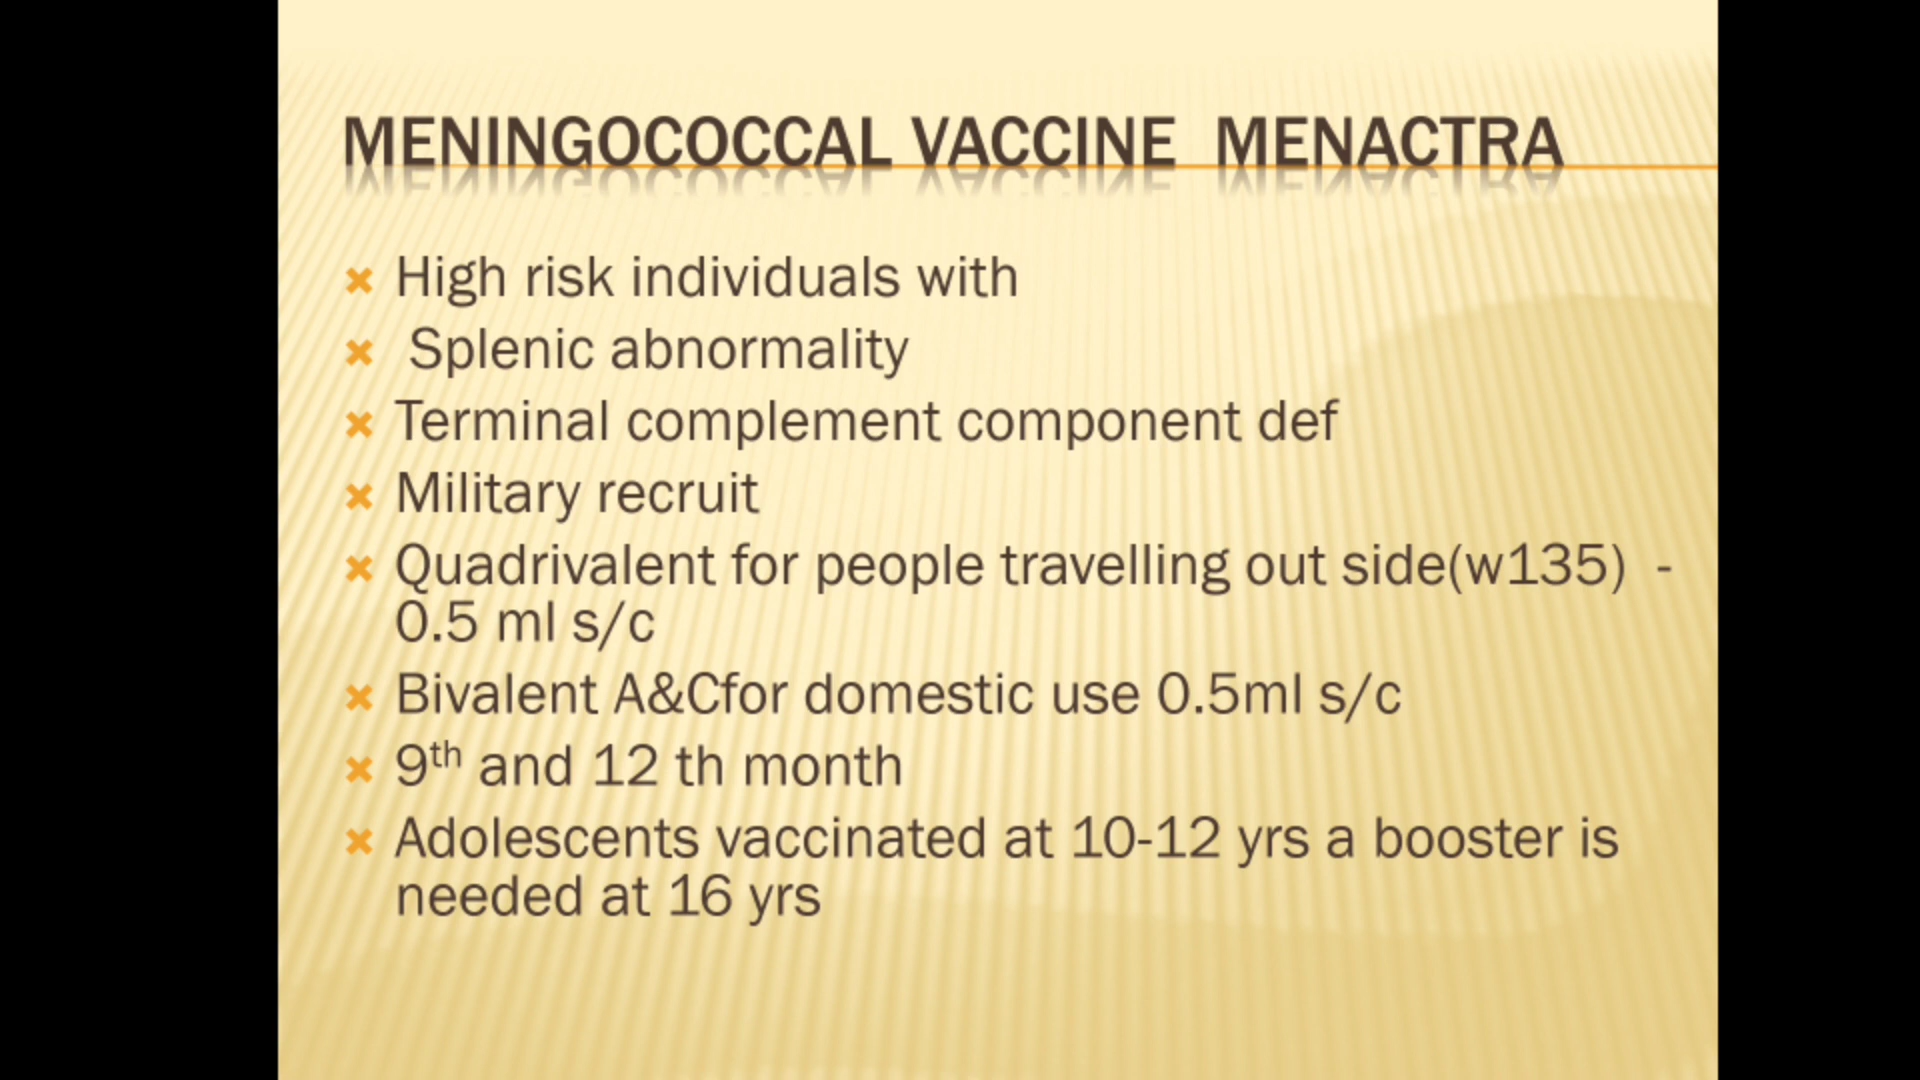 MENINGOCOCCAL VACCINE MENACTRA
High risk individuals with
Splenic abnormality
Terminal complement component def
Military recruit
Quadrivalent for people travelling out side(w135) -
0.5 ml s/c
Bivalent A&Cfor domestic use 0.5ml s/c
9th and 12 th month
Adolescents vaccinated at 10-12 yrs a booster is
needed at 16 yrs